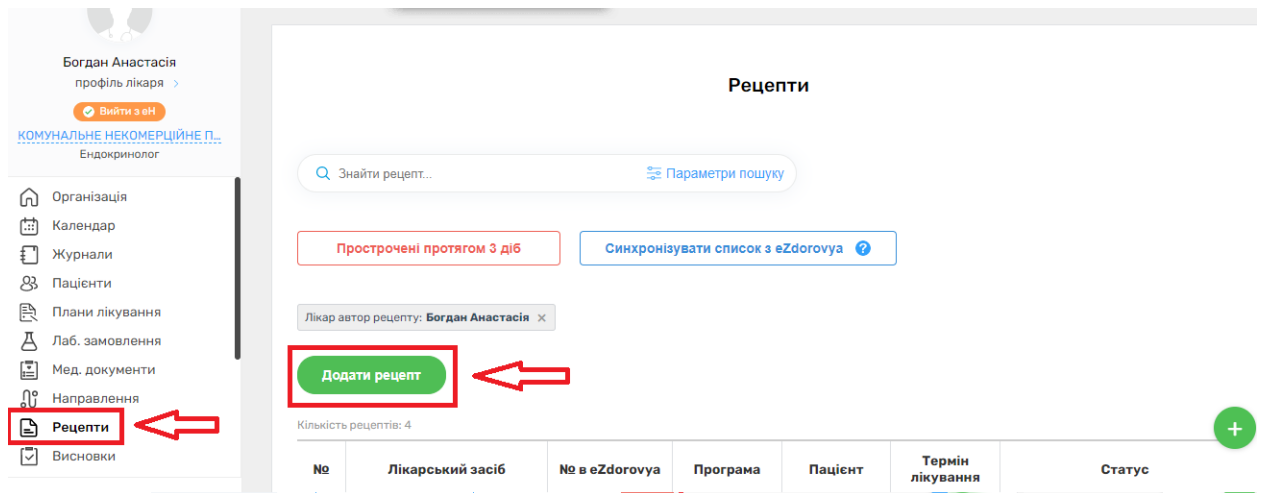 Богдан Анастасія
профіль лікаря >
Вийти з еН
КОМУНАЛЬНЕ НЕКОМЕРЦІЙНЕ П...
Ендокринолог
Організація
Календар
Журнали
Пацієнти
Плани лікування
Лаб. замовлення
Мед. документи
Направлення
Рецепти
Висновки
Рецепти
Знайти рецепт...
Параметри пошуку
Прострочені протягом 3 діб
Синхронізувати список з eZdorovya ?
Лікар автор рецепту: Богдан Анастасія ×
Додати рецепт
Кількість рецептів: 4
+
№ Лікарський засіб № в eZdorovya Програма Пацієнт Термін лікування Статус